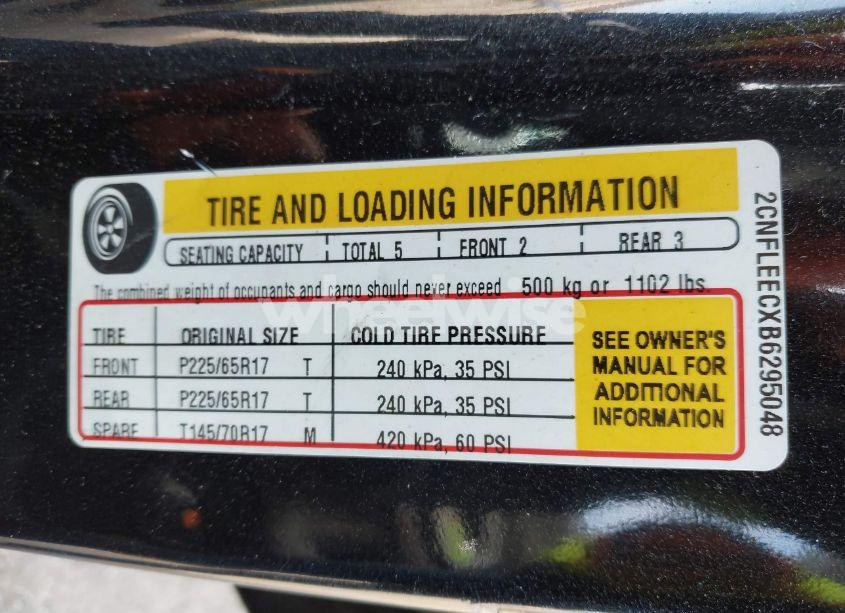 TIRE AND LOADING INFORMATION
SEATING CAPACITY TOTAL 5 FRONT 2 REAR 3
The combined weight of occupants and cargo should never exceed 500 kg or 1102 lbs.
TIRE ORIGINAL SIZE COLD TIRE PRESSURE
FRONT P225/65R17 T 240 kPa, 35 PSI
REAR P225/65R17 T 240 kPa, 35 PSI
SPARE T145/70R17 M 420 kPa, 60 PSI
SEE OWNER'S
MANUAL FOR
ADDITIONAL
INFORMATION
2CNFLEECXB6295048
wheelwise